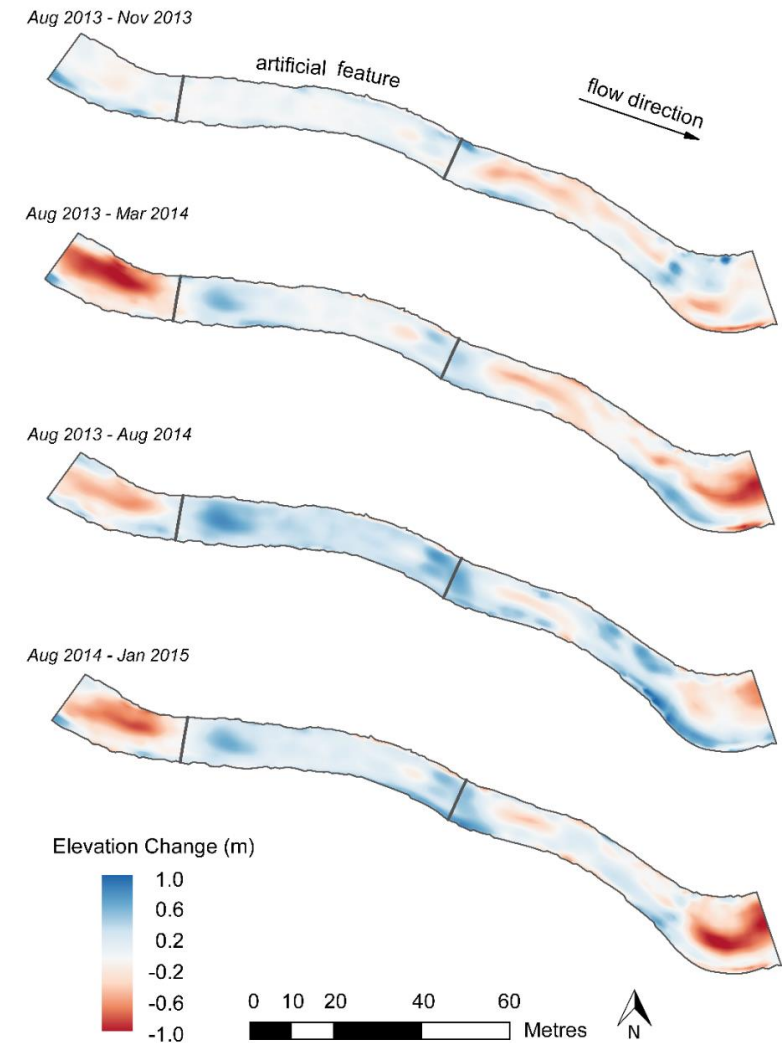 Aug 2013 - Nov 2013
artificial feature
flow direction
Aug 2013 - Mar 2014
Aug 2013 - Aug 2014
Aug 2014 - Jan 2015
Elevation Change (m)
1.0
0.6
0.2
-0.2
-0.6
-1.0
0 10 20 40 60
Metres
N